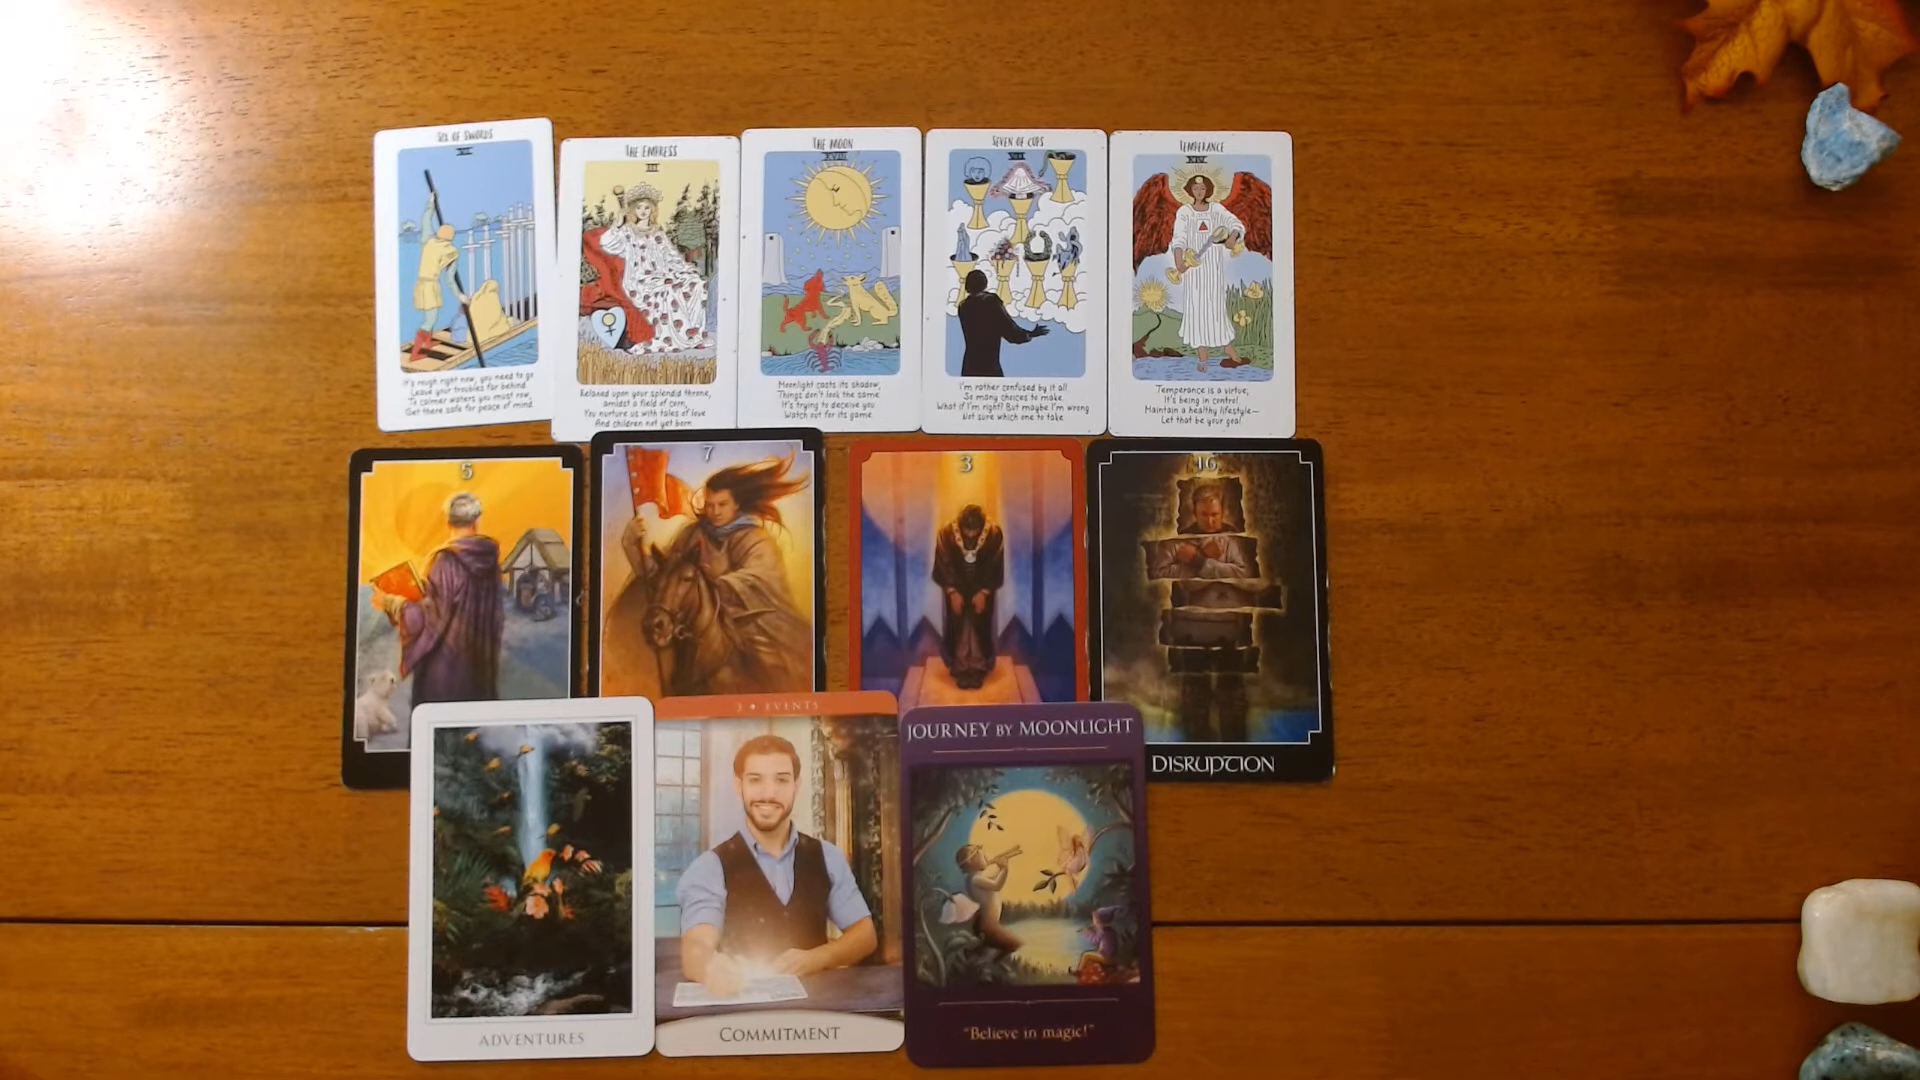 SIX OF SWORDS
VI
It's rough right now, you need to go
Leave your troubles far behind.
To calmer waters you must row,
Get there safe for peace of mind.
THE EMPRESS
III
Relaxed upon your splendid throne,
amidst a field of corn,
You nurture us with tales of love
And children not yet born
THE MOON
XVIII
Moonlight casts its shadow,
Things don't look the same
It's trying to deceive you
Watch out for its game.
SEVEN OF CUPS
VII
I'm rather confused by it all
So many choices to make.
What if I'm right? But maybe I'm wrong
Not sure which one to take
TEMPERANCE
XIV
Temperance is a virtue,
It's being in control.
Maintain a healthy lifestyle—
Let that be your goal.
5
7
3
16
DISRUPTION
ADVENTURES
3 • EVENTS
COMMITMENT
JOURNEY BY MOONLIGHT
"Believe in magic!"